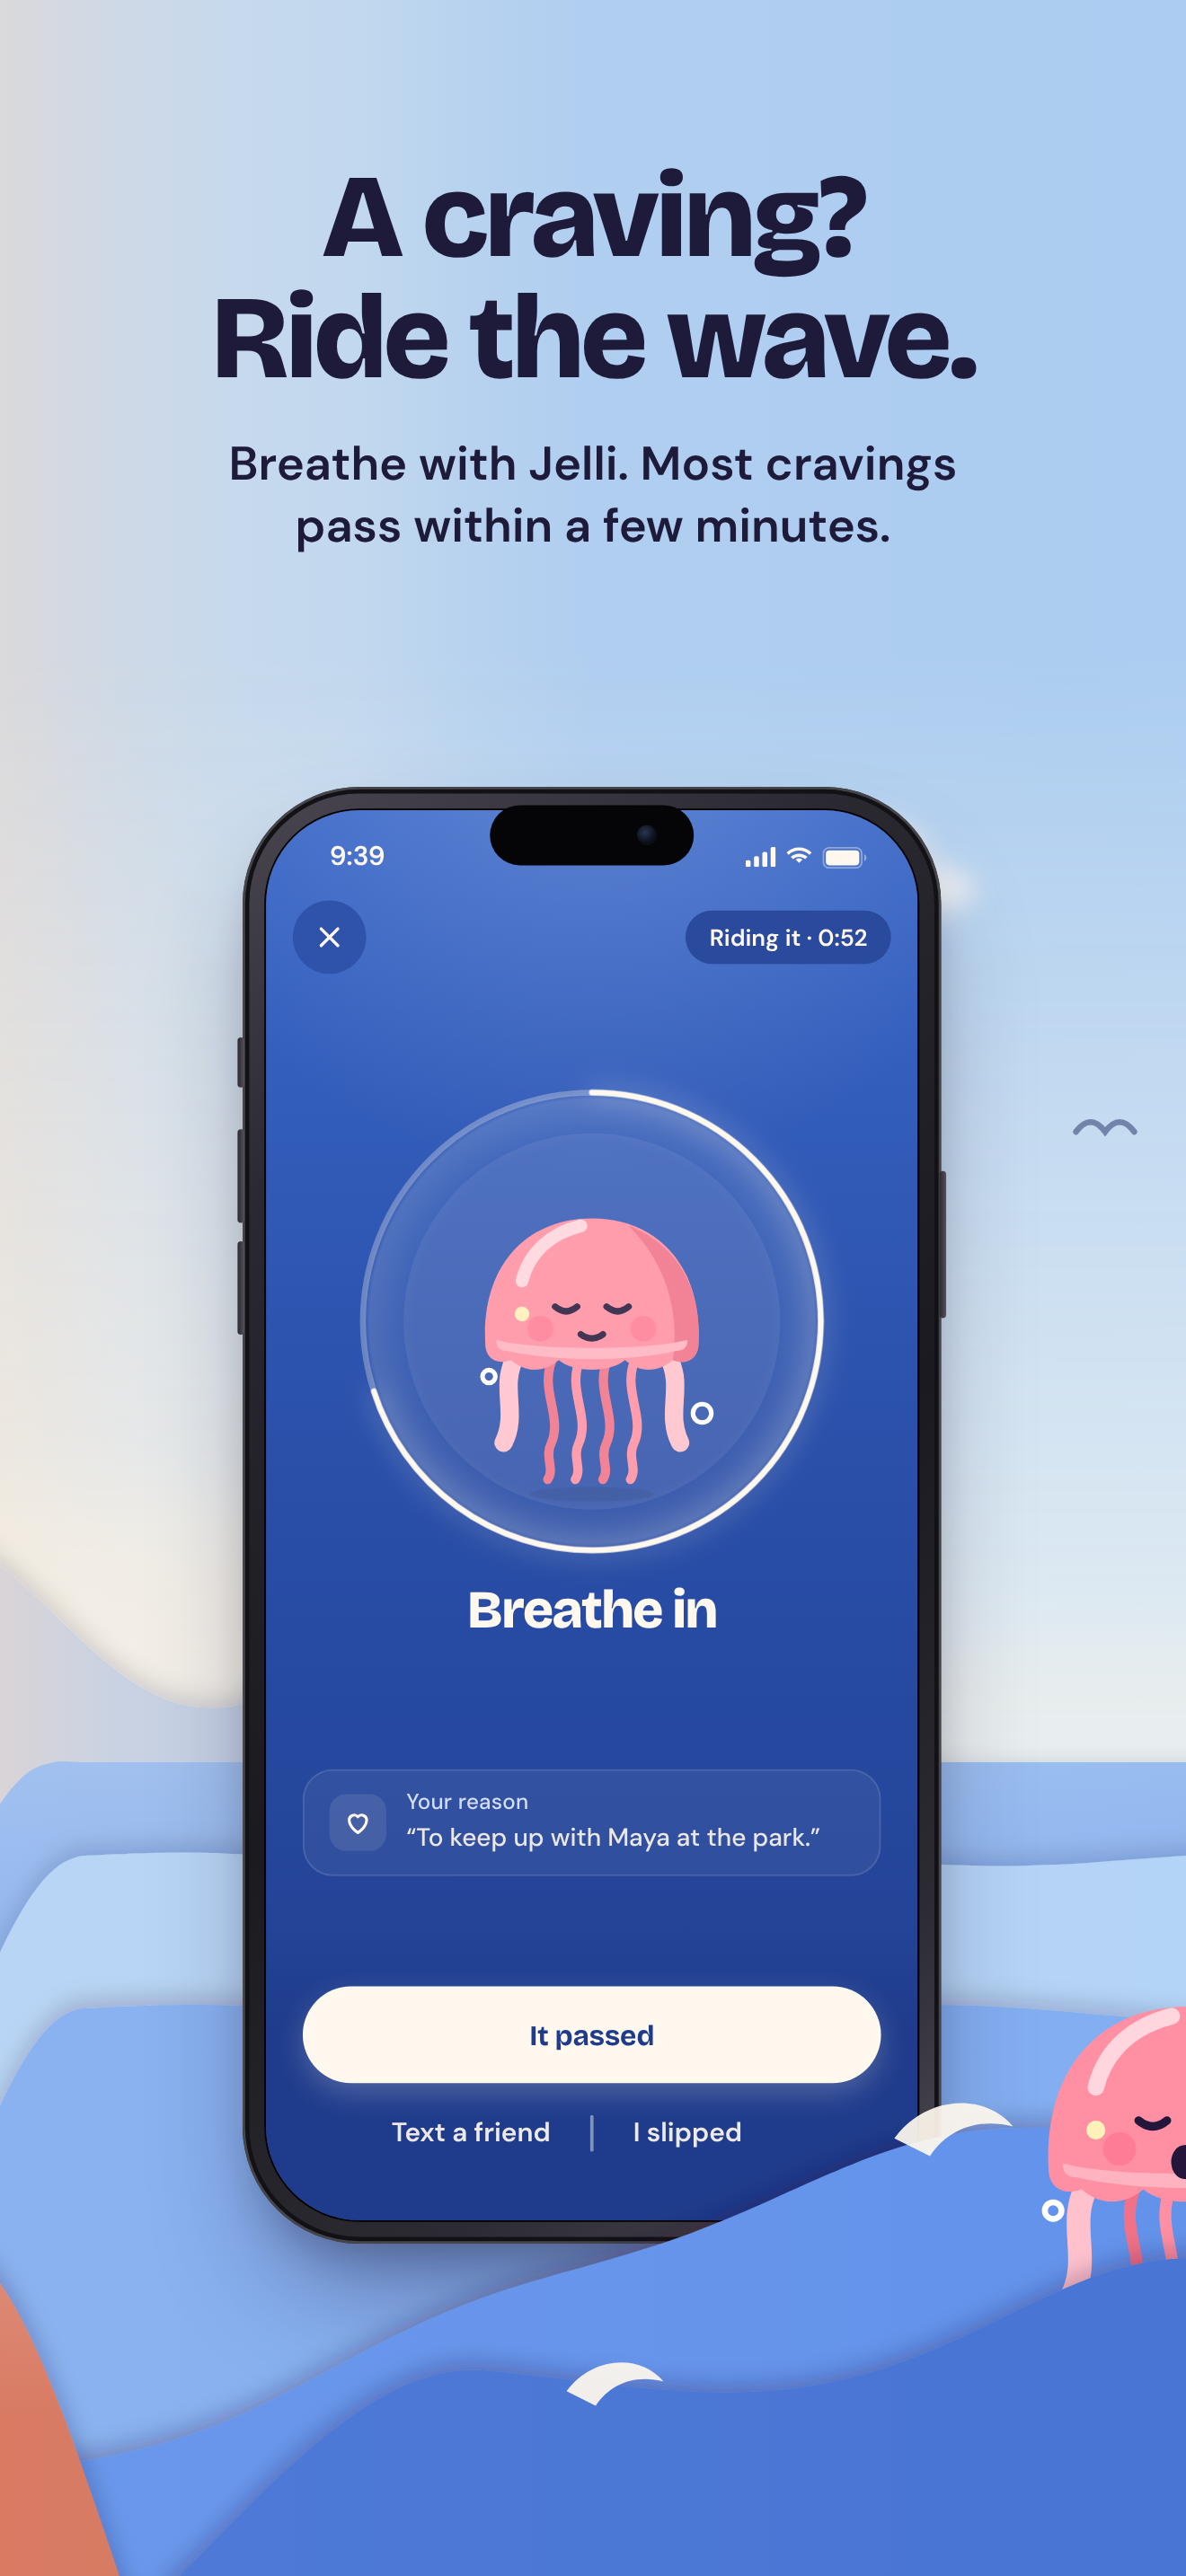 A craving?
Ride the wave.
Breathe with Jelli. Most cravings
pass within a few minutes.
9:39
Riding it · 0:52
Breathe in
Your reason
“To keep up with Maya at the park.”
It passed
Text a friend | I slipped